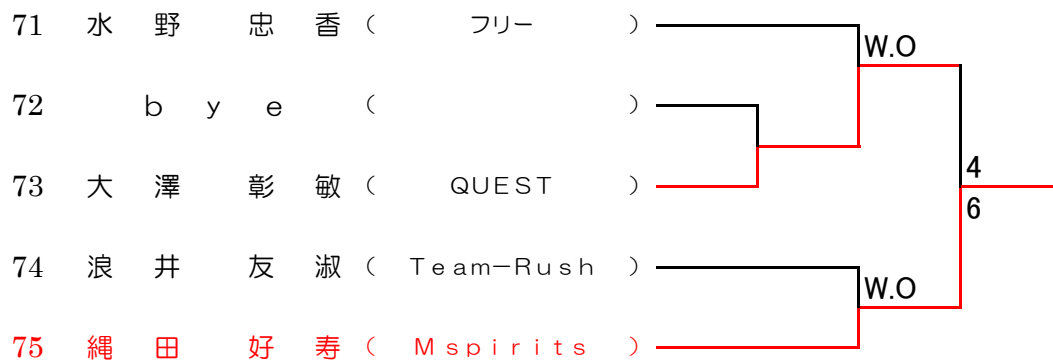 71 水野 忠香 ( フリー )
W.O
72 bye ( )
73 大澤 彰敏 ( QUEST )
4
6
74 浪井 友淑 ( Team-Rush )
W.O
75 縄田 好寿 ( Mspirits )